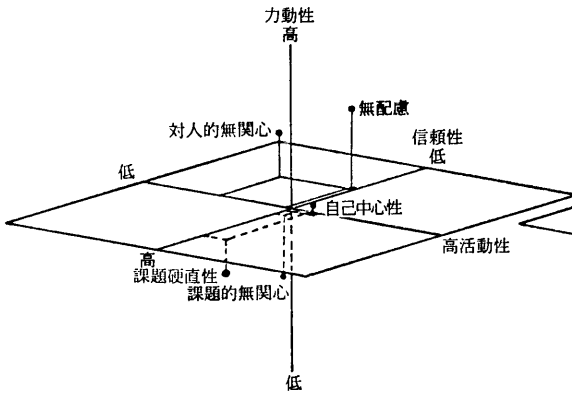 力動性
高
無配慮
対人的無関心
信頼性
低
低
自己中心性
高活動性
高
課題硬直性
課題的無関心
低